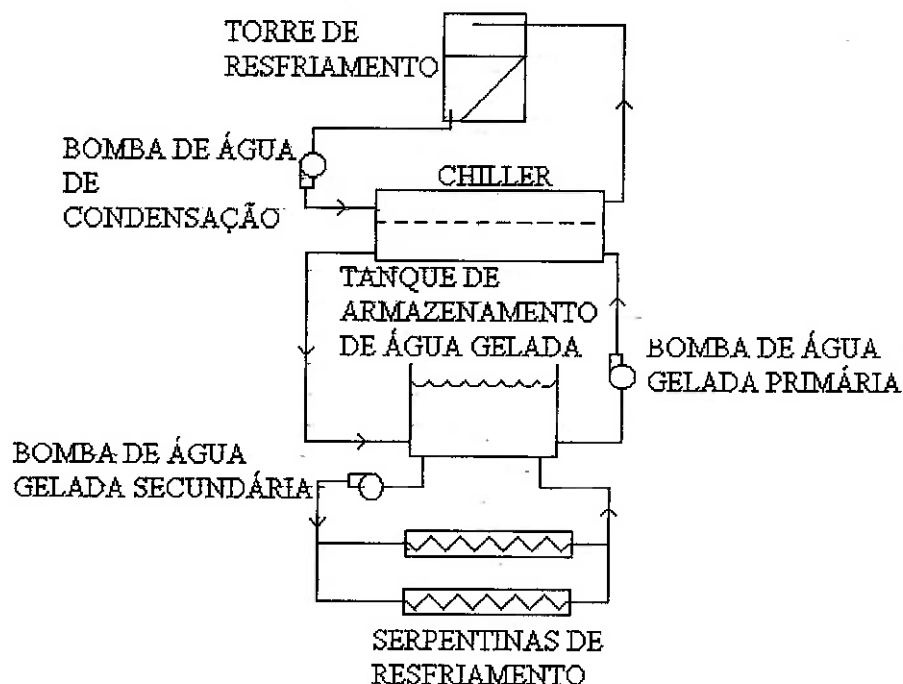 TORRE DE
RESFRIAMENTO
BOMBA DE ÁGUA
DE
CONDENSAÇÃO
CHILLER
TANQUE DE
ARMAZENAMENTO
DE ÁGUA GELADA
BOMBA DE ÁGUA
GELADA PRIMÁRIA
BOMBA DE ÁGUA
GELADA SECUNDÁRIA
SERPENTINAS DE
RESFRIAMENTO